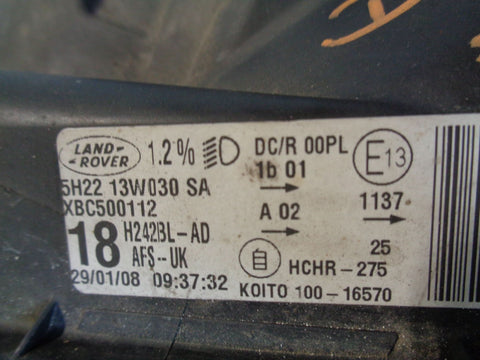 LAND-
ROVER
1.2%
DC/R 00PL
E13
1b 01
5H22 13W030 SA
XBC500112
A 02
1137
18
H242BL-AD
AFS-UK
25
HCHR-275
29/01/08 09:37:32
KOITO 100-16570